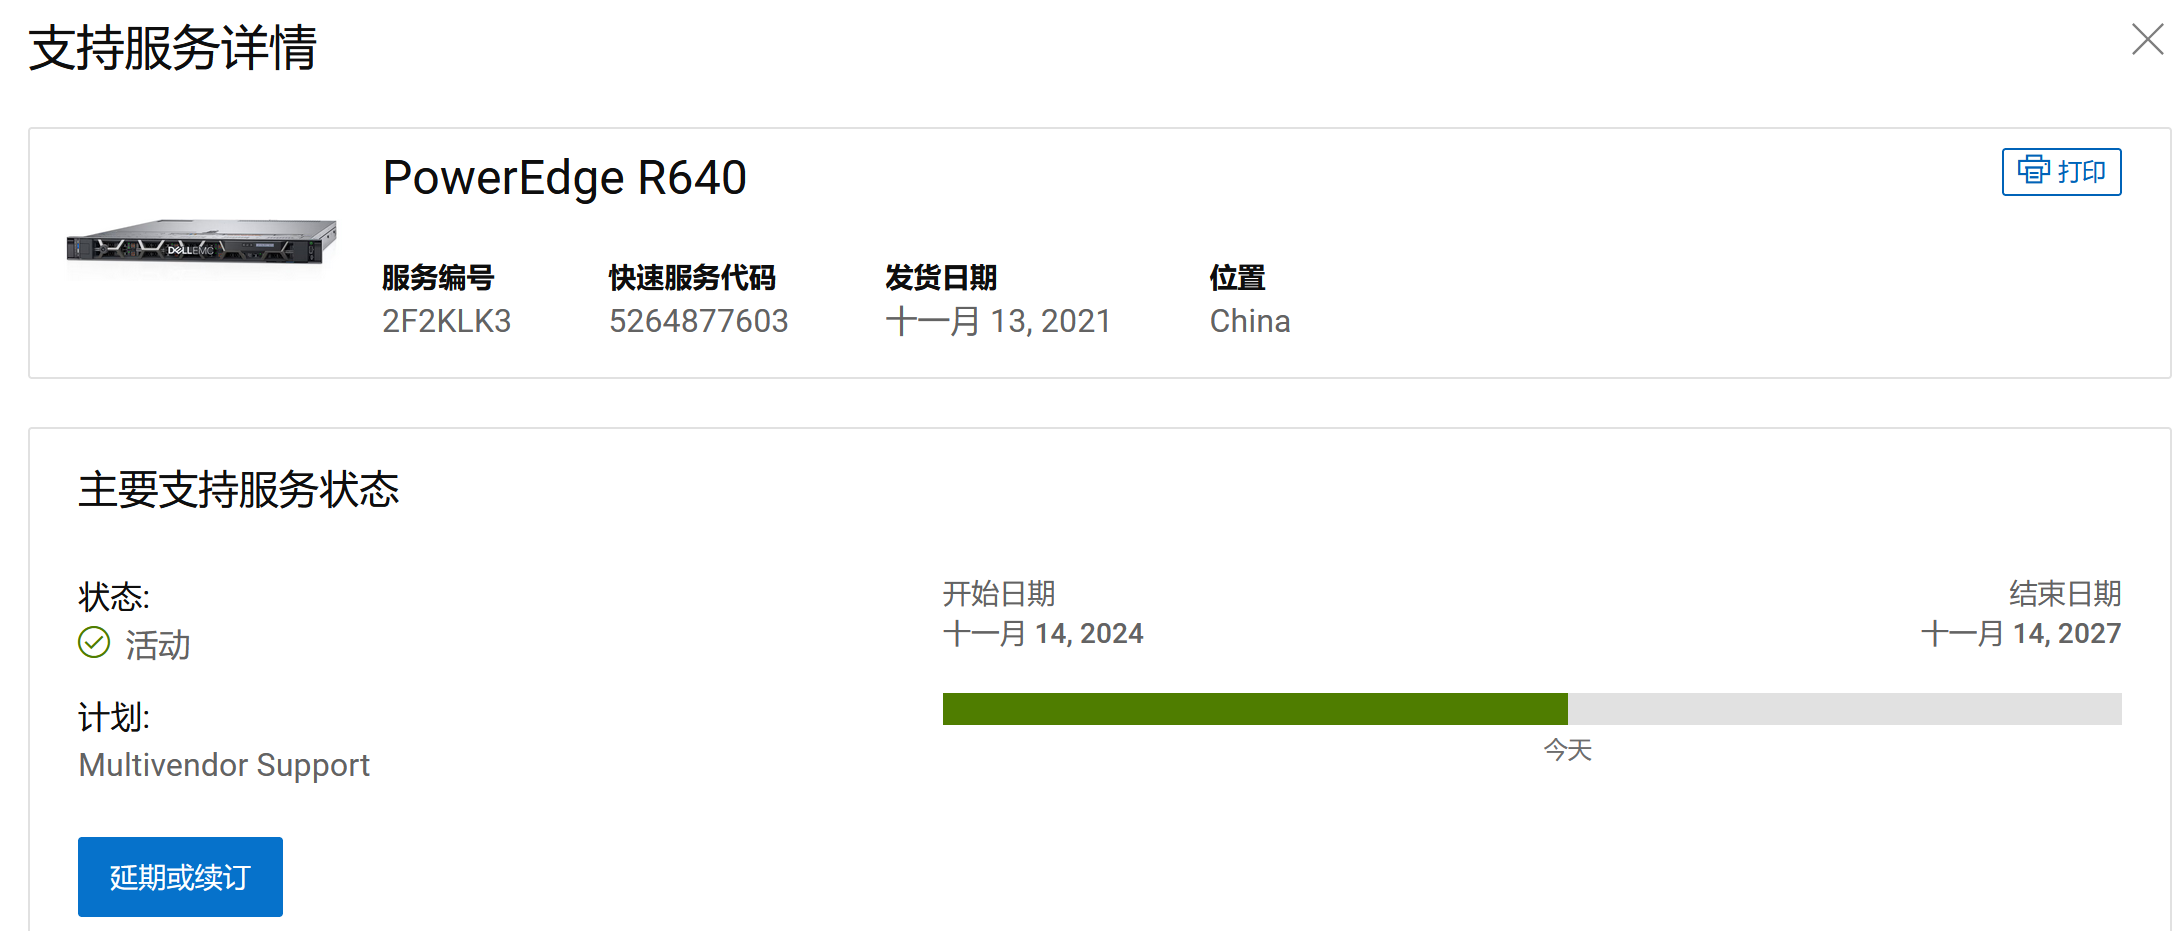 支持服务详情
PowerEdge R640
打印
DELLEMC
服务编号
2F2KLK3
快速服务代码
5264877603
发货日期
十一月 13, 2021
位置
China
主要支持服务状态
状态:
活动
计划:
Multivendor Support
开始日期
十一月 14, 2024
结束日期
十一月 14, 2027
今天
延期或续订